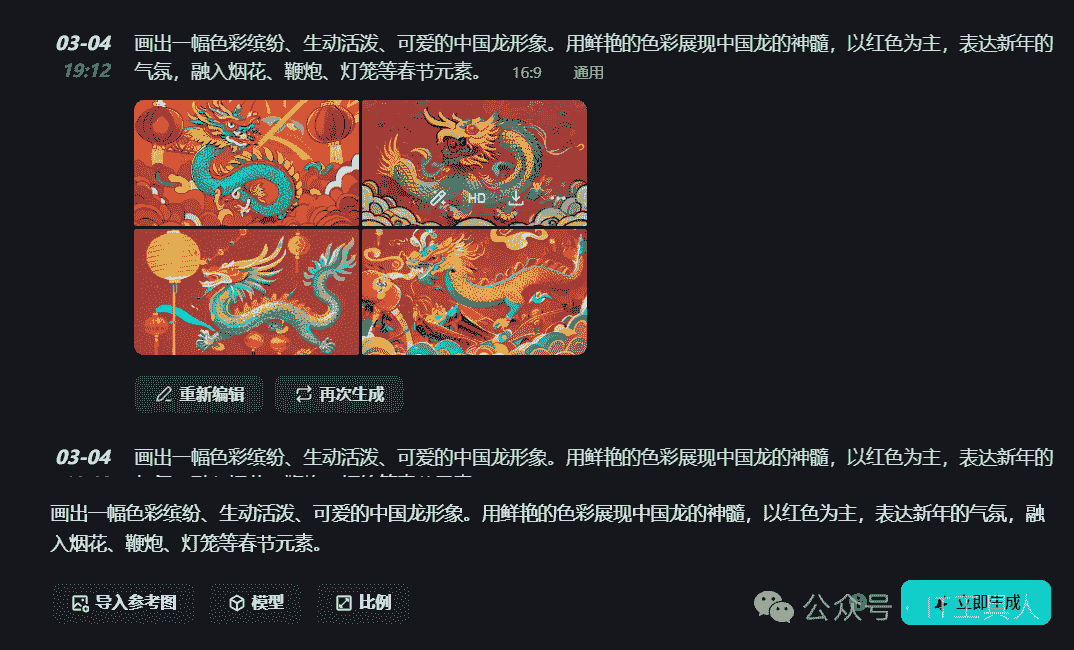 03-04 画出一幅色彩缤纷、生动活泼、可爱的中国龙形象。用鲜艳的色彩展现中国龙的神髓，以红色为主，表达新年的
19:12 气氛，融入烟花、鞭炮、灯笼等春节元素。 16:9 通用
HD
重新编辑 再次生成
03-04 画出一幅色彩缤纷、生动活泼、可爱的中国龙形象。用鲜艳的色彩展现中国龙的神髓，以红色为主，表达新年的
画出一幅色彩缤纷、生动活泼、可爱的中国龙形象。用鲜艳的色彩展现中国龙的神髓，以红色为主，表达新年的气氛，融
入烟花、鞭炮、灯笼等春节元素。
导入参考图 模型 比例 公众号 · IT工具人 立即生成